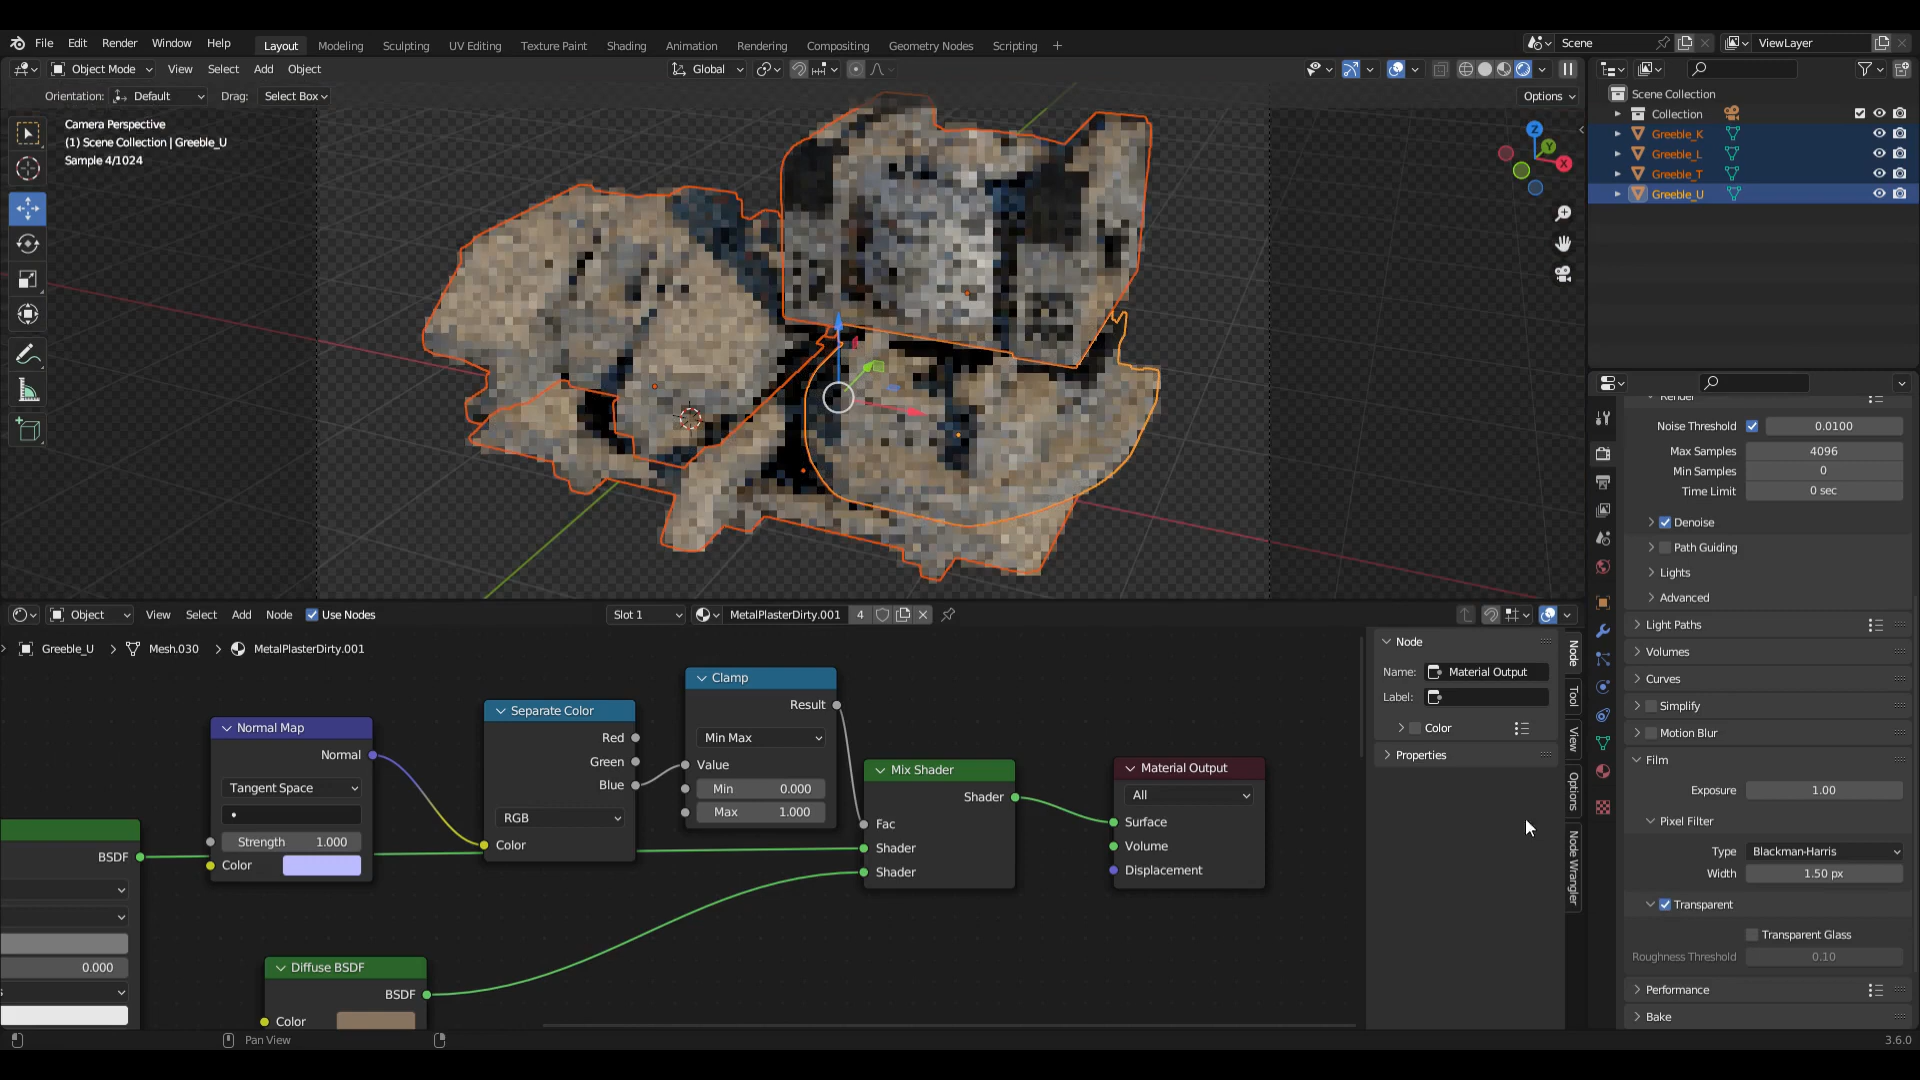 File Edit Render Window Help Layout Modeling Sculpting UV Editing Texture Paint Shading Animation Rendering Compositing Geometry Nodes Scripting + Scene ViewLayer
Object Mode View Select Add Object Global
Orientation: Default Drag: Select Box Options
Camera Perspective
(1) Scene Collection | Greeble_U
Sample 4/1024
Z
Y
X
Scene Collection
Collection
Greeble_K
Greeble_L
Greeble_T
Greeble_U
Render
Noise Threshold 0.0100
Max Samples 4096
Min Samples 0
Time Limit 0 sec
Denoise
Path Guiding
Lights
Advanced
Light Paths
Volumes
Curves
Simplify
Motion Blur
Film
Exposure 1.00
Pixel Filter
Type Blackman-Harris
Width 1.50 px
Transparent
Transparent Glass
Roughness Threshold 0.10
Performance
Bake
Object View Select Add Node Use Nodes Slot 1 MetalPlasterDirty.001 4
Greeble_U > Mesh.030 > MetalPlasterDirty.001
BSDF
0.000
Normal Map
Normal
Tangent Space
Strength 1.000
Color
Separate Color
Red
Green
Blue
RGB
Color
Clamp
Result
Min Max
Value
Min 0.000
Max 1.000
Diffuse BSDF
BSDF
Color
Mix Shader
Shader
Fac
Shader
Shader
Material Output
All
Surface
Volume
Displacement
Node
Name: Material Output
Label:
Color
Properties
Node
Tool
View
Options
Node Wrangler
Pan View
3.6.0